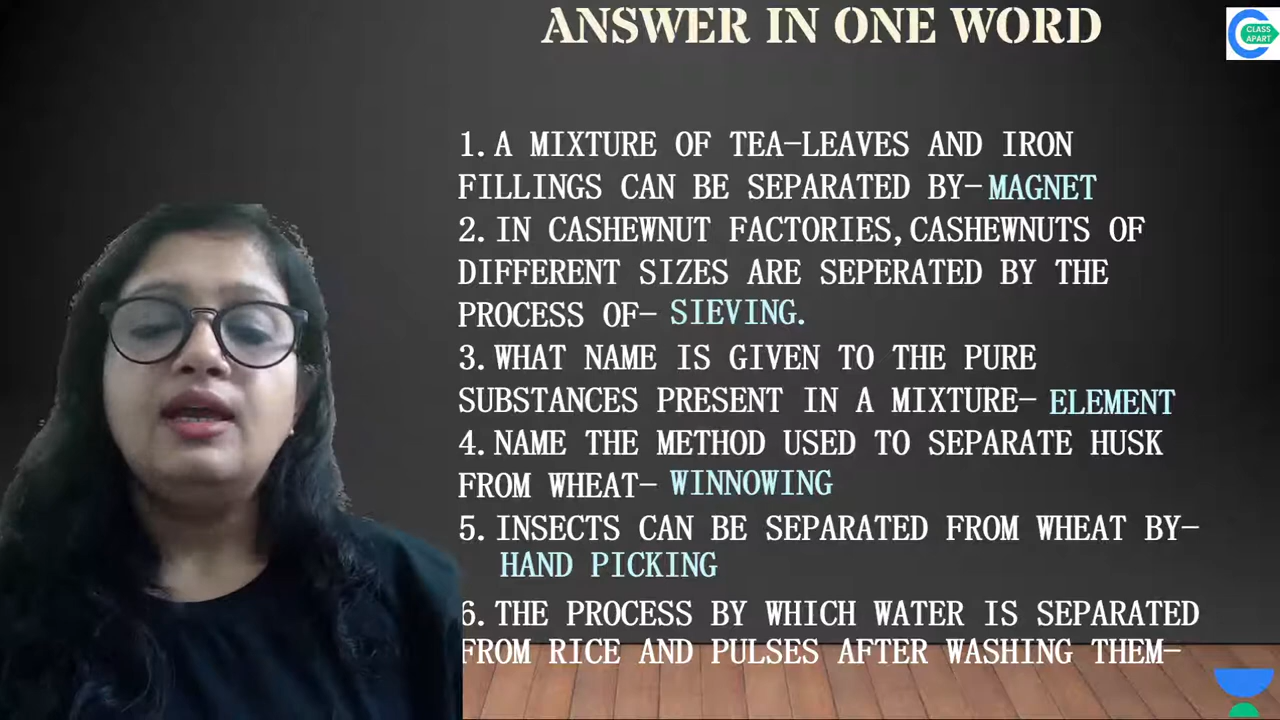 ANSWER IN ONE WORD
CLASS
APART
1. A MIXTURE OF TEA-LEAVES AND IRON
FILLINGS CAN BE SEPARATED BY- MAGNET
2. IN CASHEWNUT FACTORIES, CASHEWNUTS OF
DIFFERENT SIZES ARE SEPERATED BY THE
PROCESS OF- SIEVING.
3. WHAT NAME IS GIVEN TO THE PURE
SUBSTANCES PRESENT IN A MIXTURE- ELEMENT
4. NAME THE METHOD USED TO SEPARATE HUSK
FROM WHEAT- WINNOWING
5. INSECTS CAN BE SEPARATED FROM WHEAT BY-
HAND PICKING
6. THE PROCESS BY WHICH WATER IS SEPARATED
FROM RICE AND PULSES AFTER WASHING THEM-